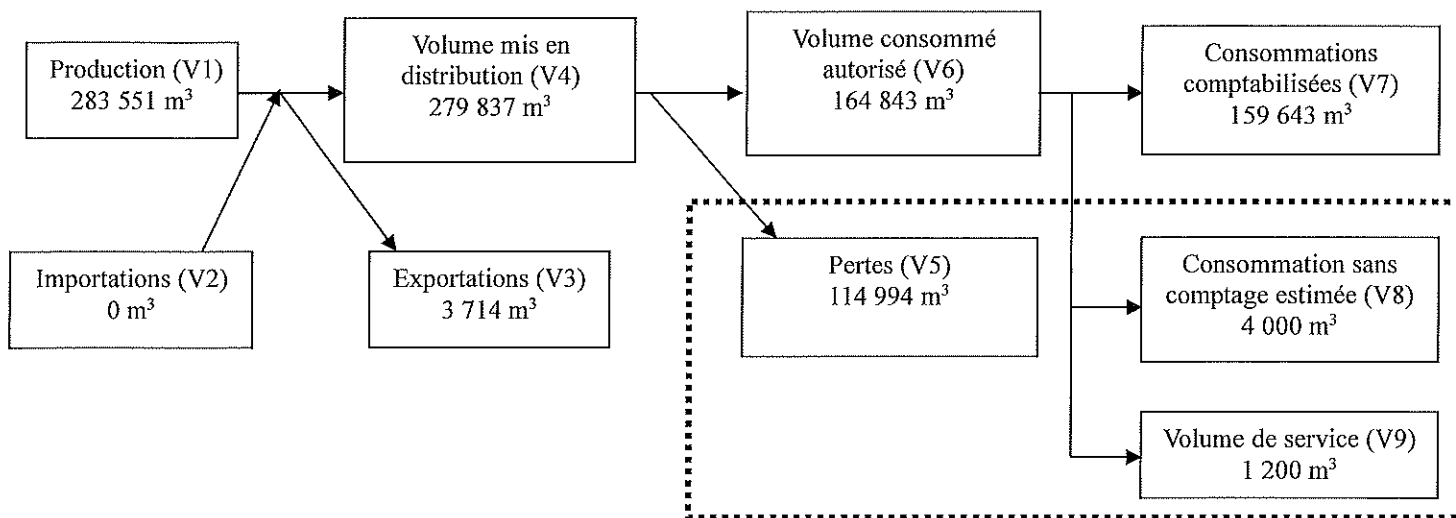 Production (V1)
283 551 m³
Volume mis en
distribution (V4)
279 837 m³
Volume consommé
autorisé (V6)
164 843 m³
Consommations
comptabilisées (V7)
159 643 m³
Importations (V2)
0 m³
Exportations (V3)
3 714 m³
Pertes (V5)
114 994 m³
Consommation sans
comptage estimée (V8)
4 000 m³
Volume de service (V9)
1 200 m³